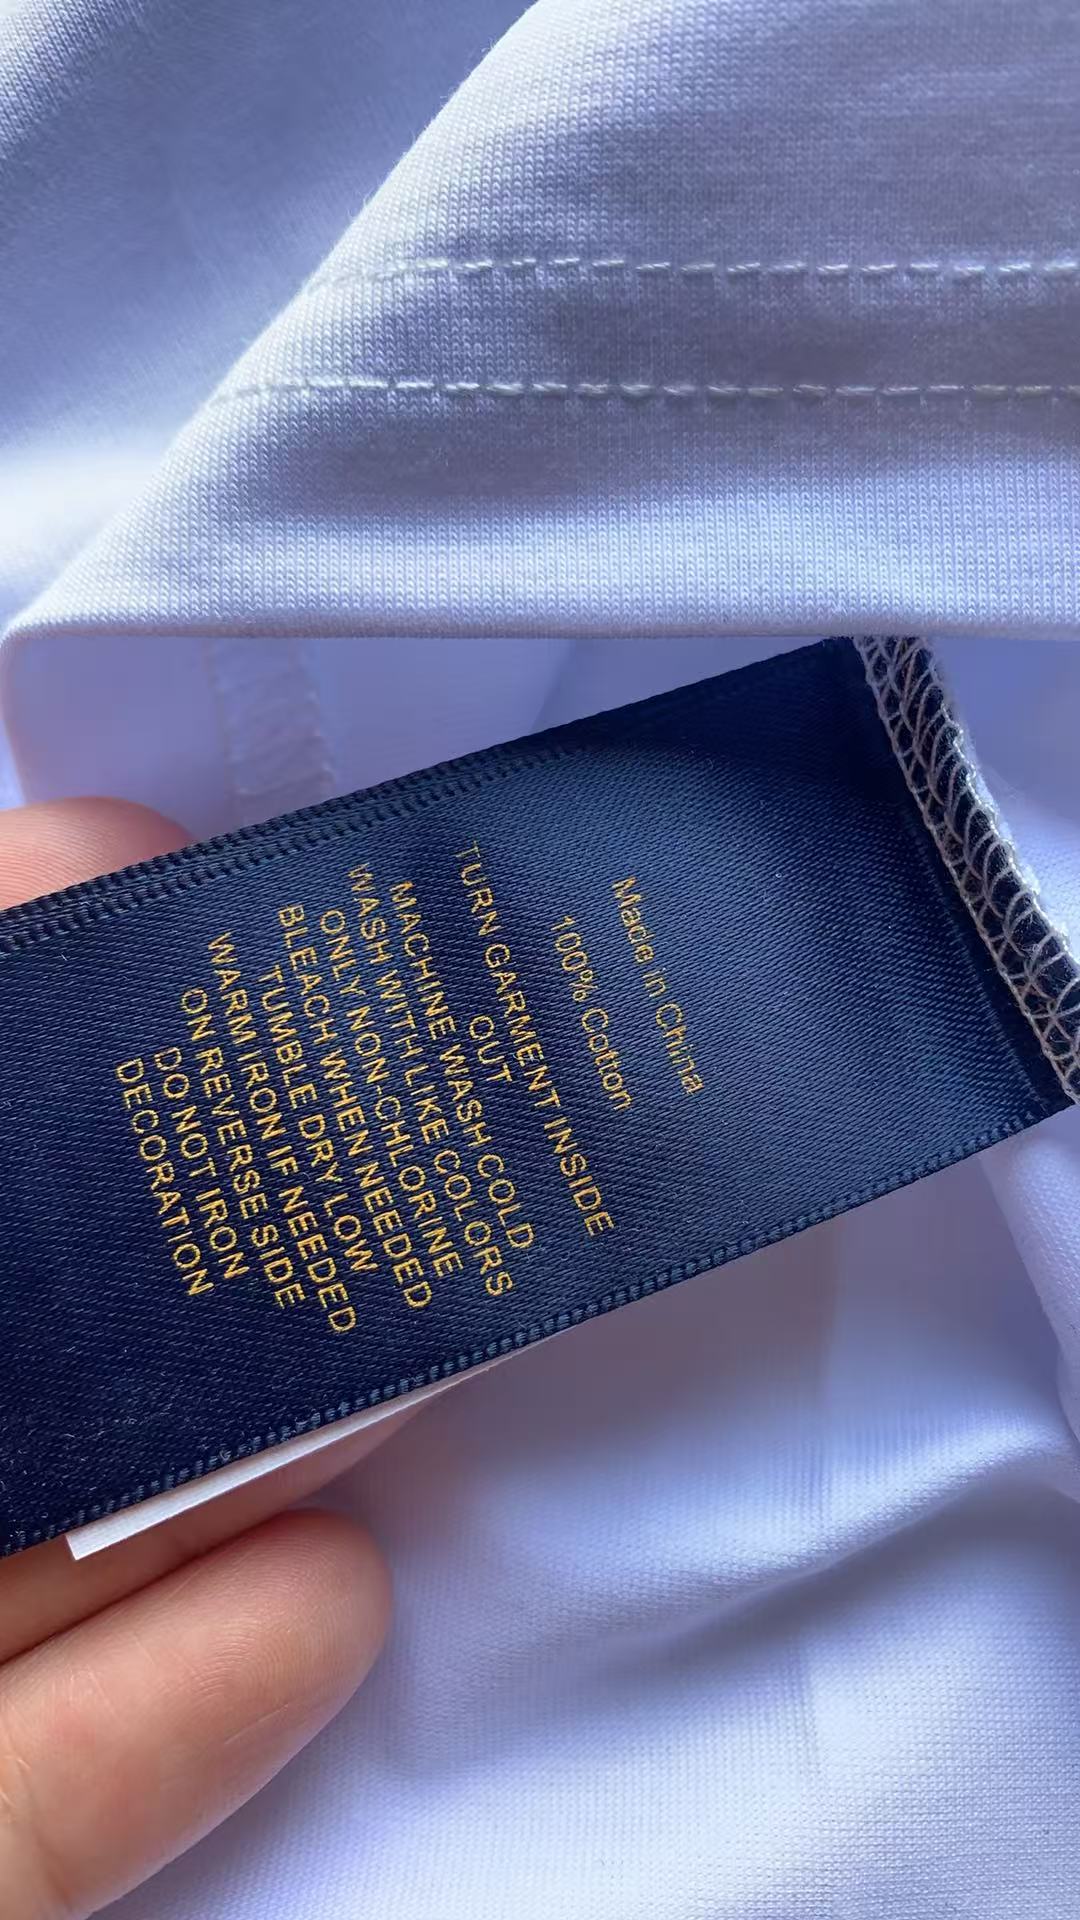 Made in China
100% Cotton
TURN GARMENT INSIDE
OUT
MACHINE WASH COLD
WASH WITH LIKE COLORS
ONLY NON-CHLORINE
BLEACH WHEN NEEDED
TUMBLE DRY LOW
WARM IRON IF NEEDED
ON REVERSE SIDE
DO NOT IRON
DECORATION